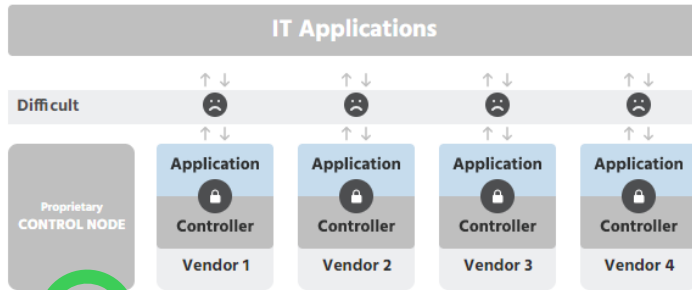 IT Applications
Difficult
Proprietary
CONTROL NODE
Application
Controller
Vendor 1
Application
Controller
Vendor 2
Application
Controller
Vendor 3
Application
Controller
Vendor 4